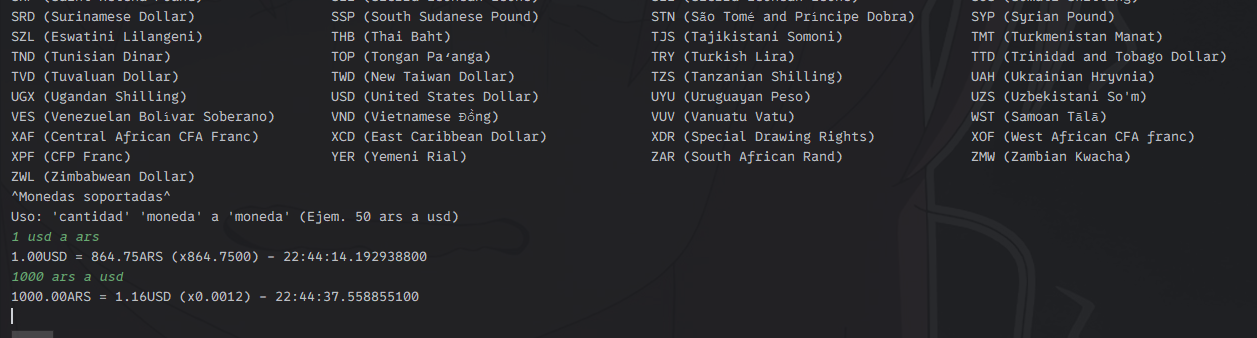 SRD (Surinamese Dollar) SSP (South Sudanese Pound) STN (São Tomé and Príncipe Dobra) SYP (Syrian Pound)
SZL (Eswatini Lilangeni) THB (Thai Baht) TJS (Tajikistani Somoni) TMT (Turkmenistan Manat)
TND (Tunisian Dinar) TOP (Tongan Paʻanga) TRY (Turkish Lira) TTD (Trinidad and Tobago Dollar)
TVD (Tuvaluan Dollar) TWD (New Taiwan Dollar) TZS (Tanzanian Shilling) UAH (Ukrainian Hryvnia)
UGX (Ugandan Shilling) USD (United States Dollar) UYU (Uruguayan Peso) UZS (Uzbekistani So'm)
VES (Venezuelan Bolívar Soberano) VND (Vietnamese Đồng) VUV (Vanuatu Vatu) WST (Samoan Tālā)
XAF (Central African CFA Franc) XCD (East Caribbean Dollar) XDR (Special Drawing Rights) XOF (West African CFA franc)
XPF (CFP Franc) YER (Yemeni Rial) ZAR (South African Rand) ZMW (Zambian Kwacha)
ZWL (Zimbabwean Dollar)
^Monedas soportadas^
Uso: 'cantidad' 'moneda' a 'moneda' (Ejem. 50 ars a usd)
1 usd a ars
1.00USD = 864.75ARS (x864.7500) - 22:44:14.192938800
1000 ars a usd
1000.00ARS = 1.16USD (x0.0012) - 22:44:37.558855100